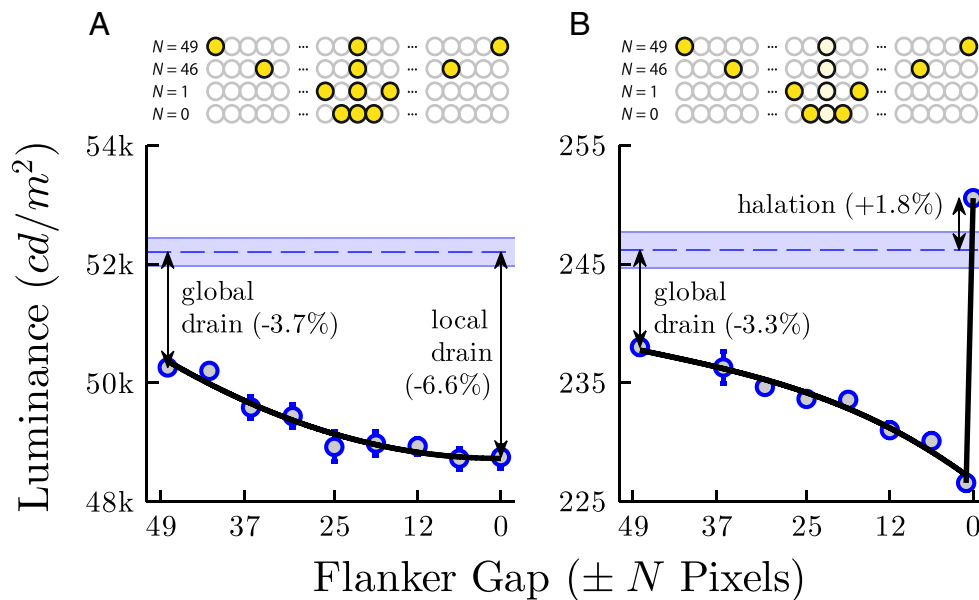 A
N = 49 ... ...
N = 46 ... ...
N = 1 ... ...
N = 0 ... ...
B
N = 49 ... ...
N = 46 ... ...
N = 1 ... ...
N = 0 ... ...
Luminance (cd/m²)
54k
52k
50k
48k
global
drain (-3.7%)
local
drain
(-6.6%)
49 37 25 12 0
255
245
235
225
halation (+1.8%)
global
drain (-3.3%)
49 37 25 12 0
Flanker Gap (± N Pixels)